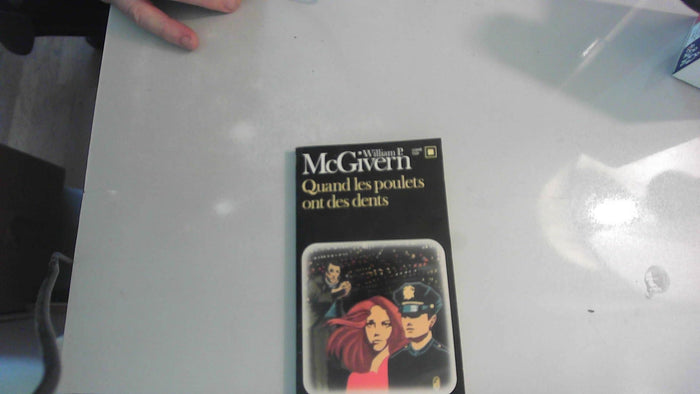 William P.
McGivern
Quand les poulets
ont des dents